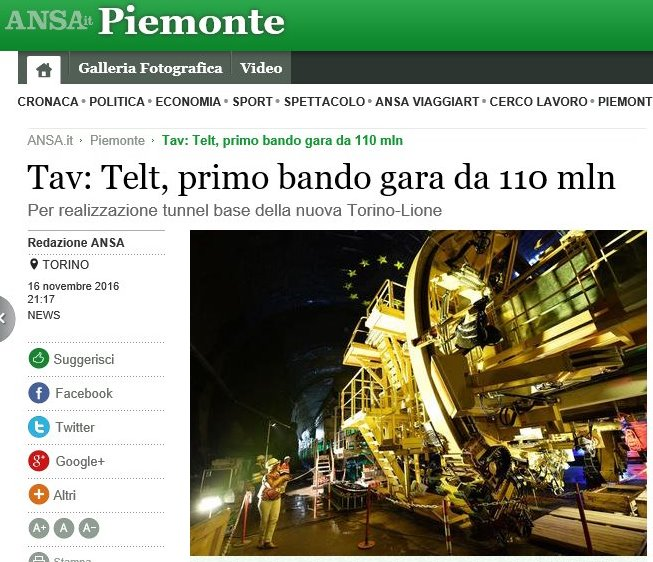 ANSA.it Piemonte
Galleria Fotografica Video
CRONACA • POLITICA • ECONOMIA • SPORT • SPETTACOLO • ANSA VIAGGIART • CERCO LAVORO • PIEMONT
ANSA.it › Piemonte › Tav: Telt, primo bando gara da 110 mln
Tav: Telt, primo bando gara da 110 mln
Per realizzazione tunnel base della nuova Torino-Lione
Redazione ANSA
TORINO
16 novembre 2016
21:17
NEWS
Suggerisci
Facebook
Twitter
Google+
Altri
A+ A A-
Stampa